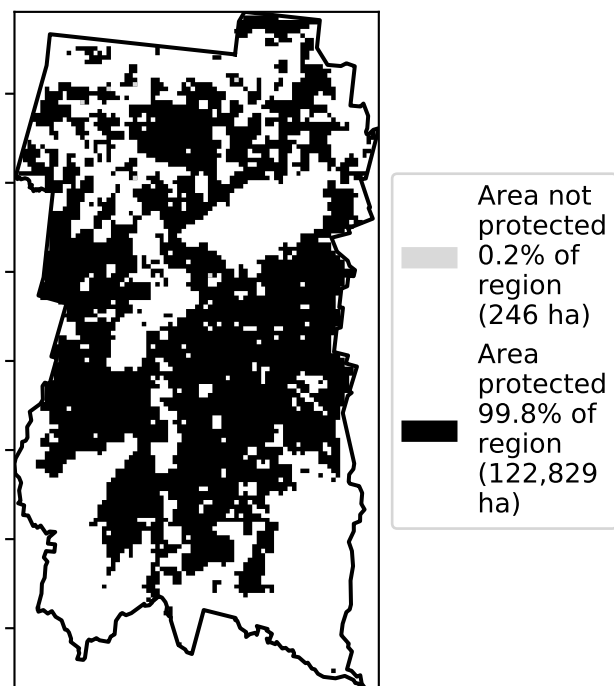 Area not
protected
0.2% of
region
(246 ha)
Area
protected
99.8% of
region
(122,829
ha)